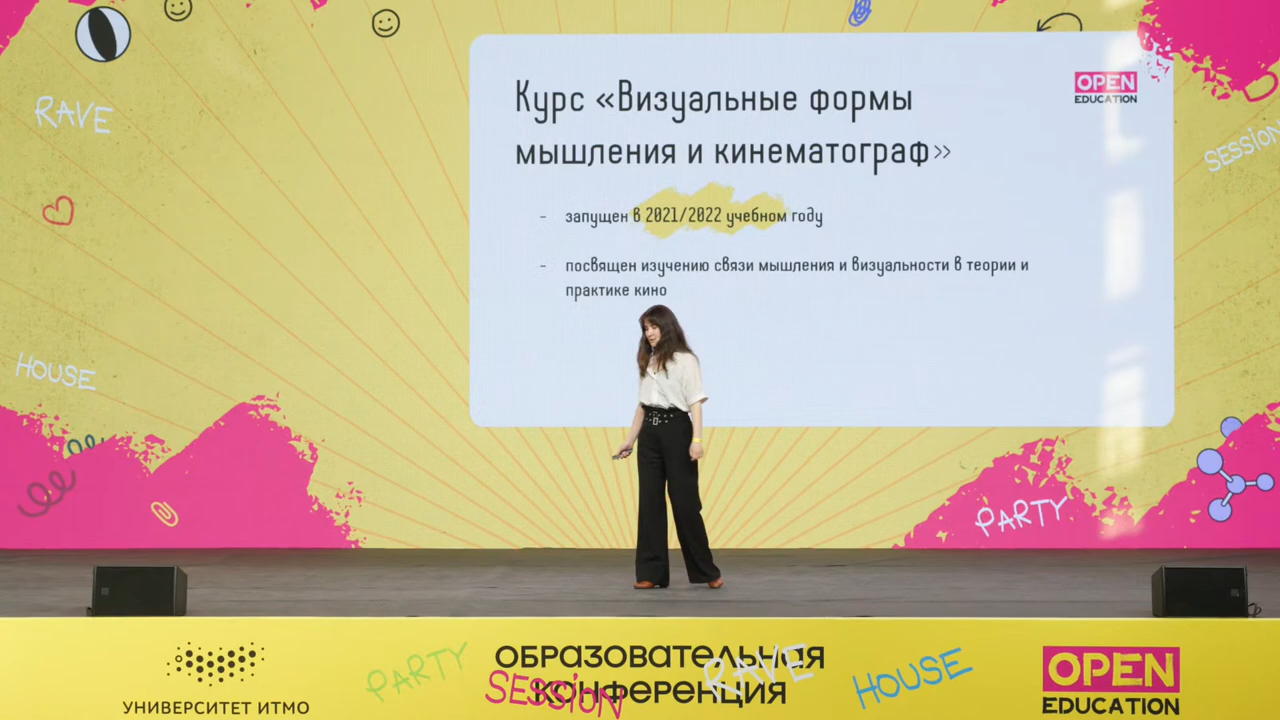 RAVE
Курс «Визуальные формы
мышления и кинематограф»
OPEN
EDUCATION
SESSION
- запущен в 2021/2022 учебном году
- посвящен изучению связи мышления и визуальности в теории и
практике кино
HOUSE
PARTY
УНИВЕРСИТЕТ ИТМО
PARTY
ОБРАЗОВАТЕЛЬНАЯ
КОНФЕРЕНЦИЯ
SESSION
RAVE
HOUSE
OPEN
EDUCATION